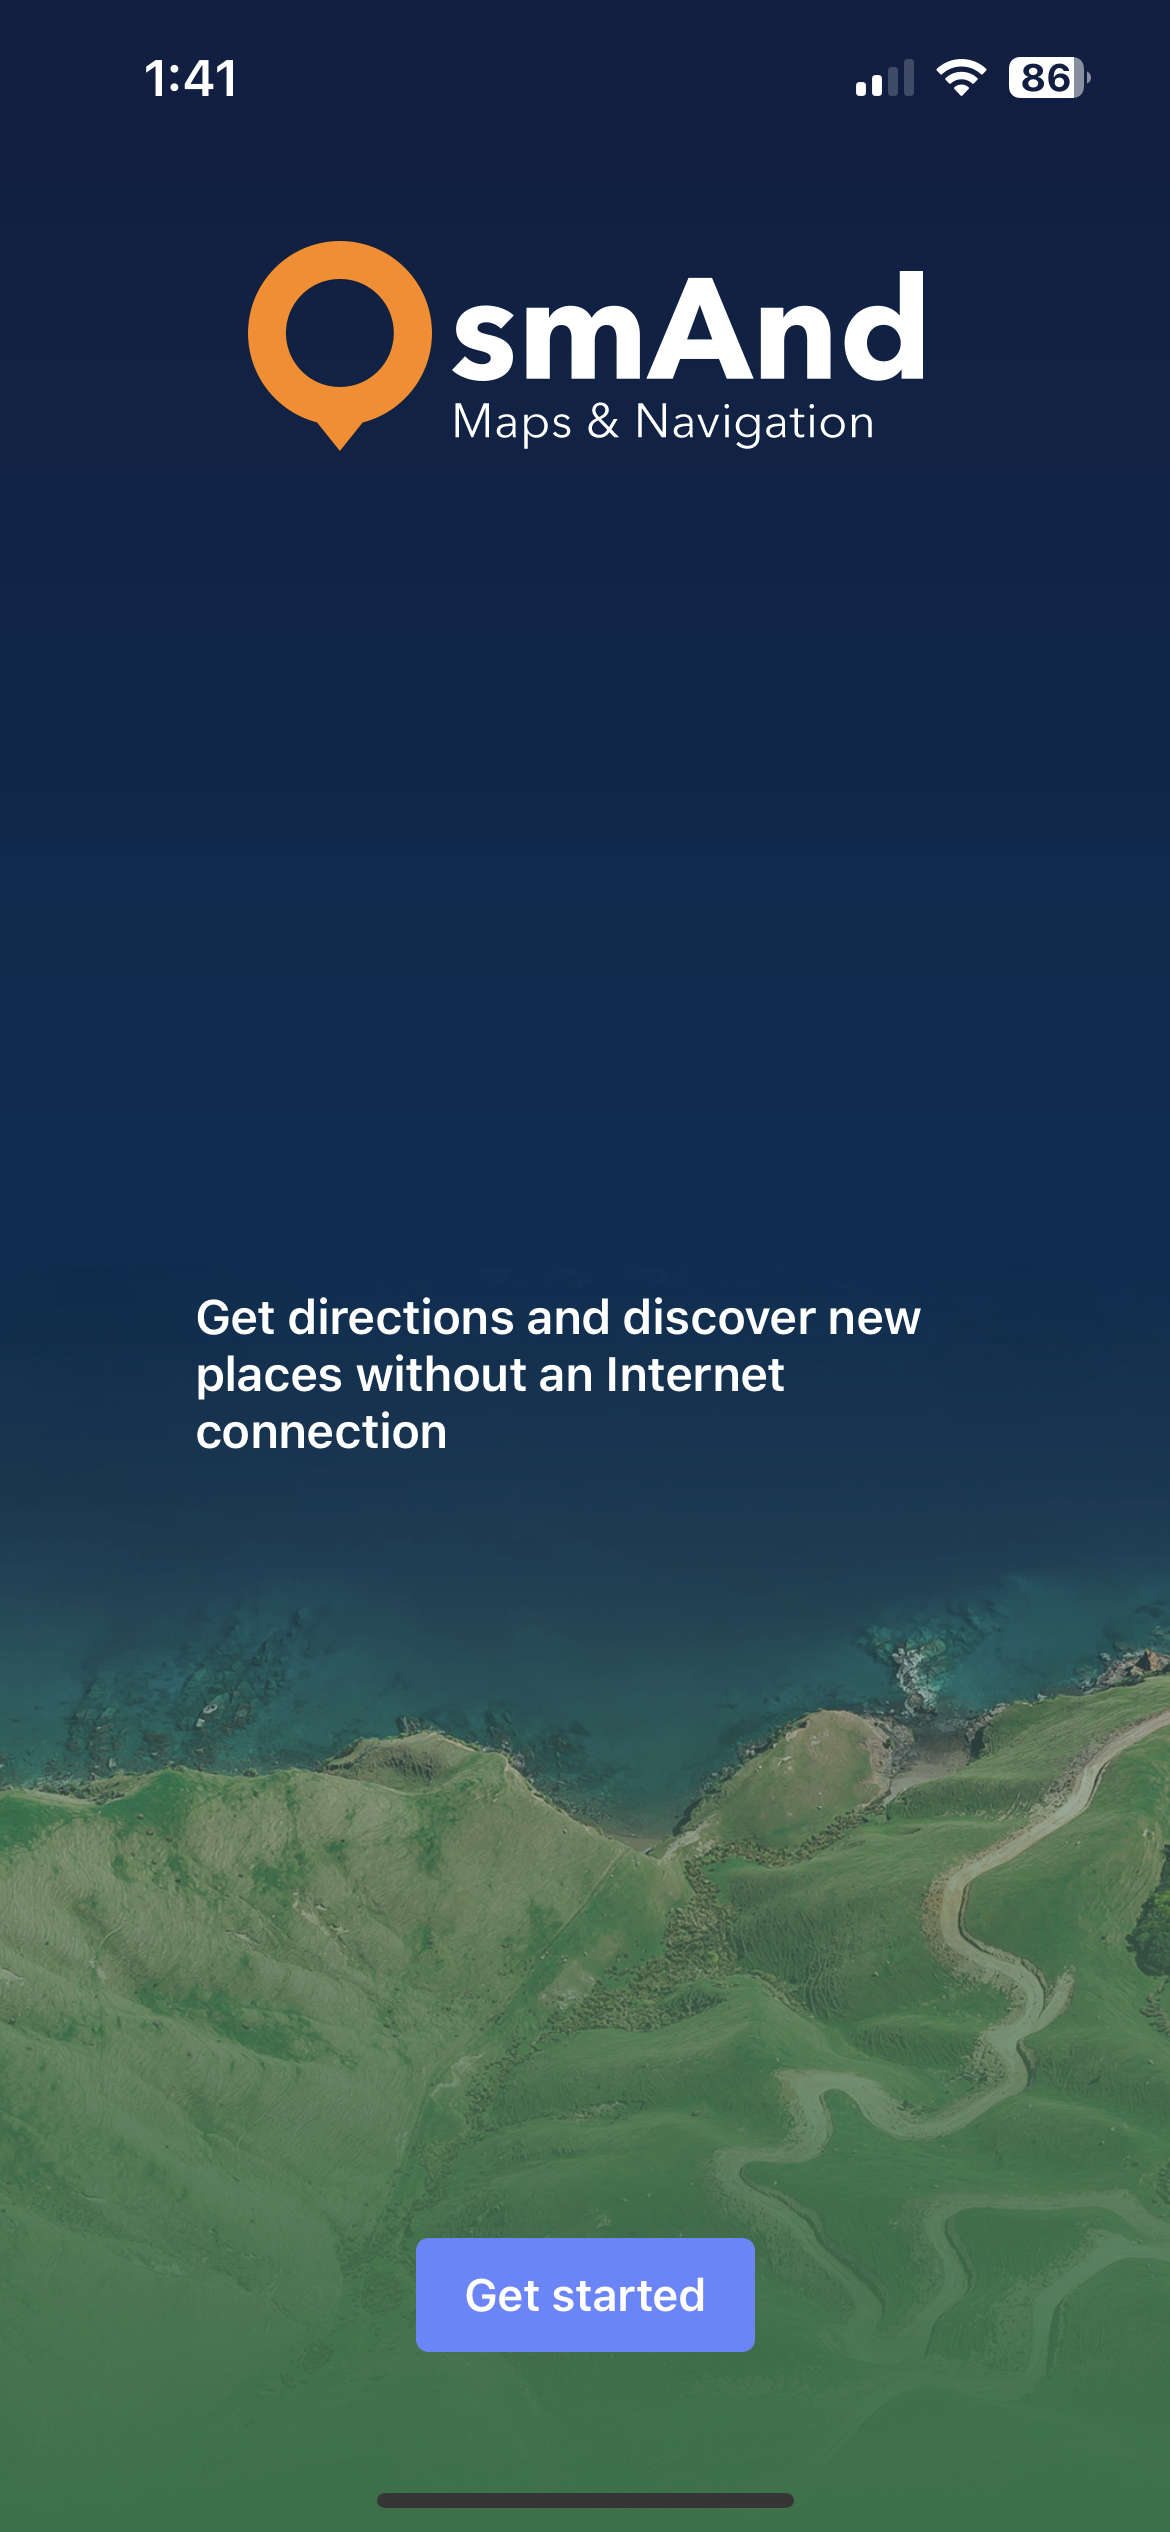 1:41
86
OsmAnd
Maps & Navigation
Get directions and discover new
places without an Internet
connection
Get started